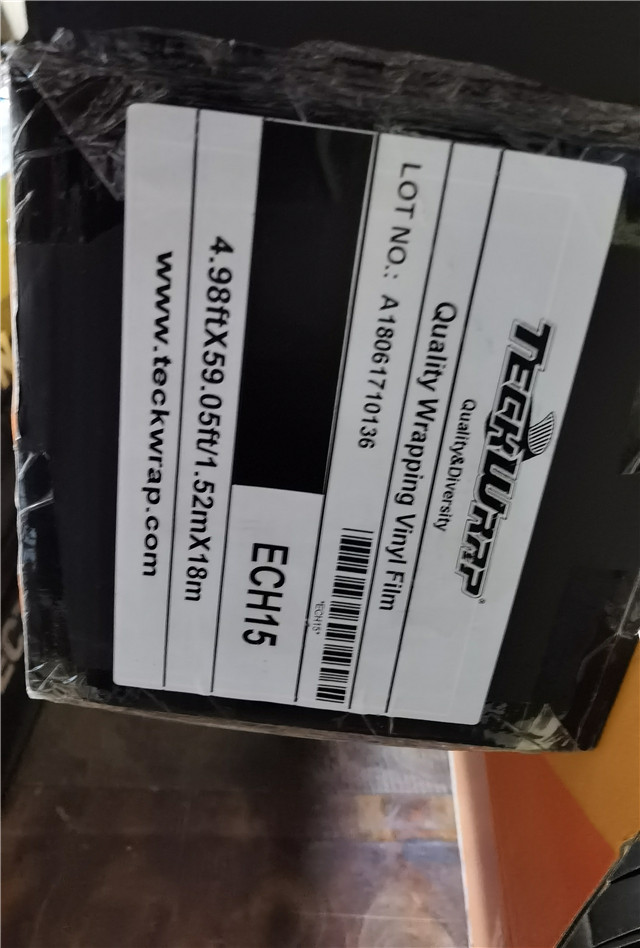 TECKWRAP®
Quality&Diversity
Quality Wrapping Vinyl Film
LOT NO.: A18061710136
*ECH15*
ECH15
4.98ftX59.05ft/1.52mX18m
www.teckwrap.com